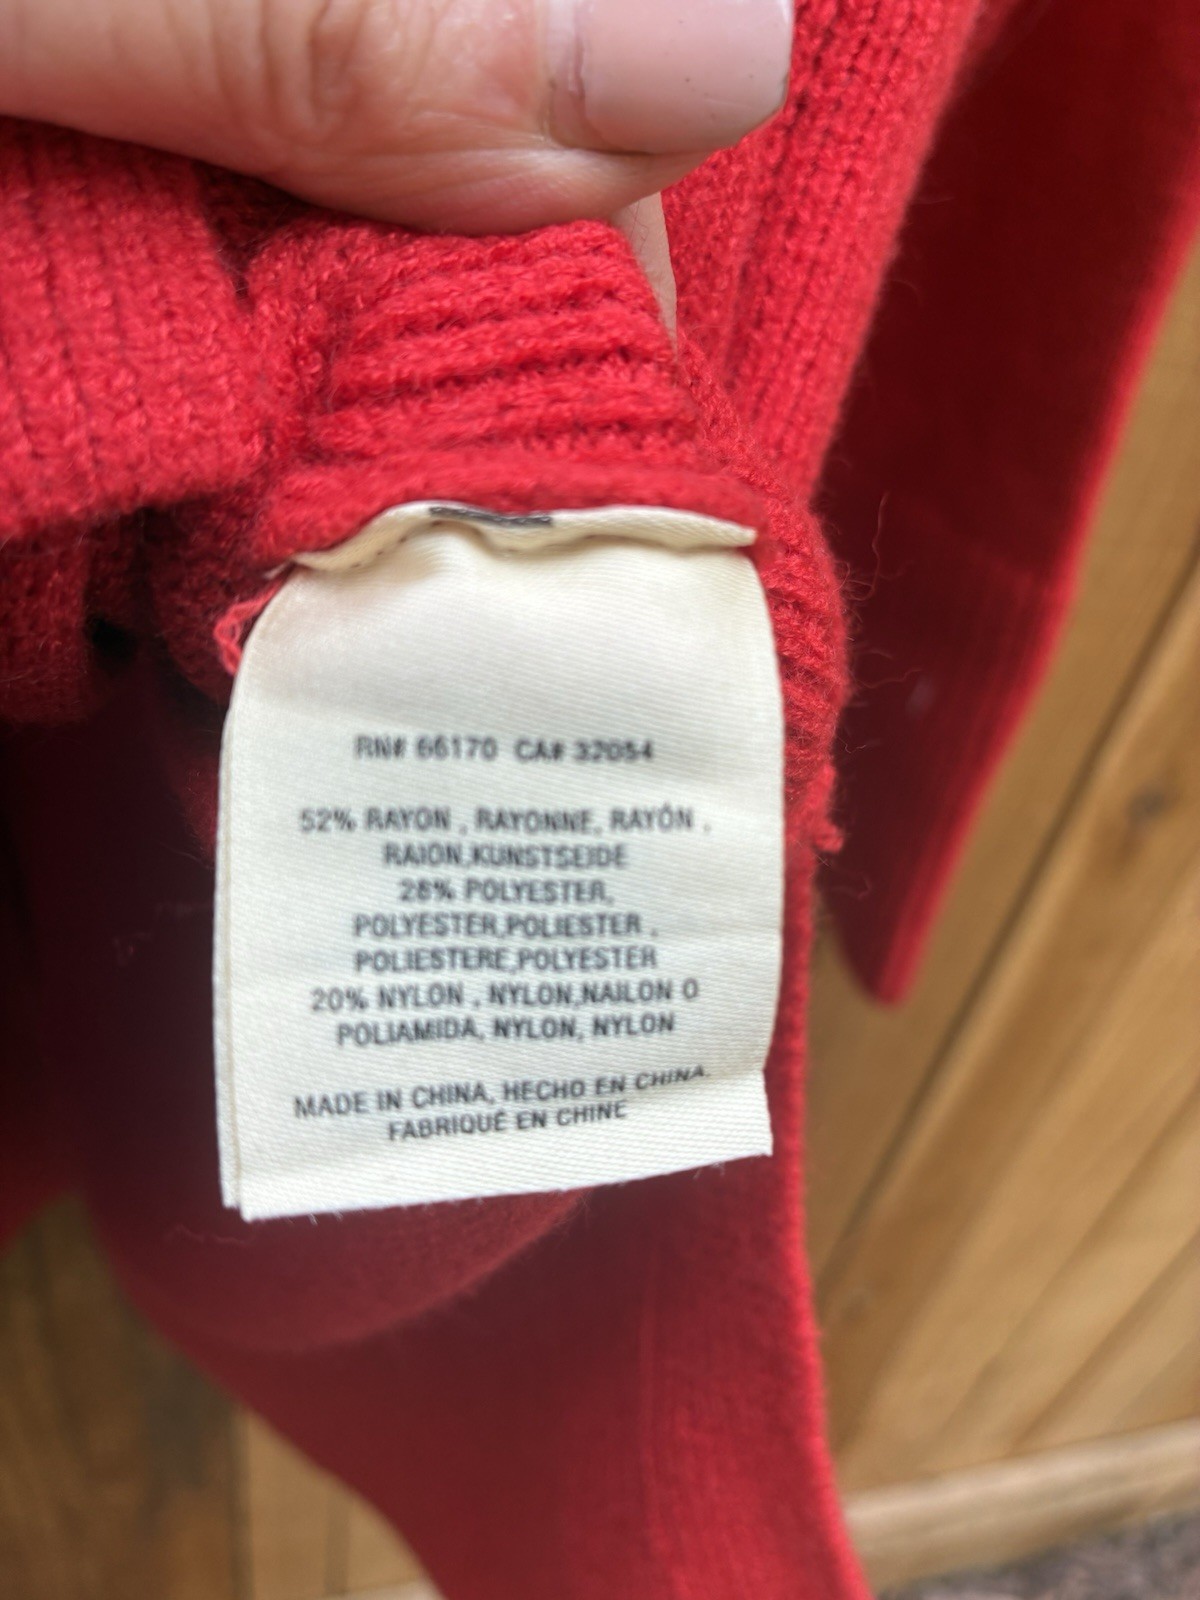 RN# 66170 CA# 32054
52% RAYON , RAYONNE, RAYÓN ,
RAION,KUNSTSEIDE
28% POLYESTER,
POLYESTER,POLIESTER ,
POLIESTERE,POLYESTER
20% NYLON , NYLON,NAILON O
POLIAMIDA, NYLON, NYLON
MADE IN CHINA, HECHO EN CHINA.
FABRIQUÉ EN CHINE